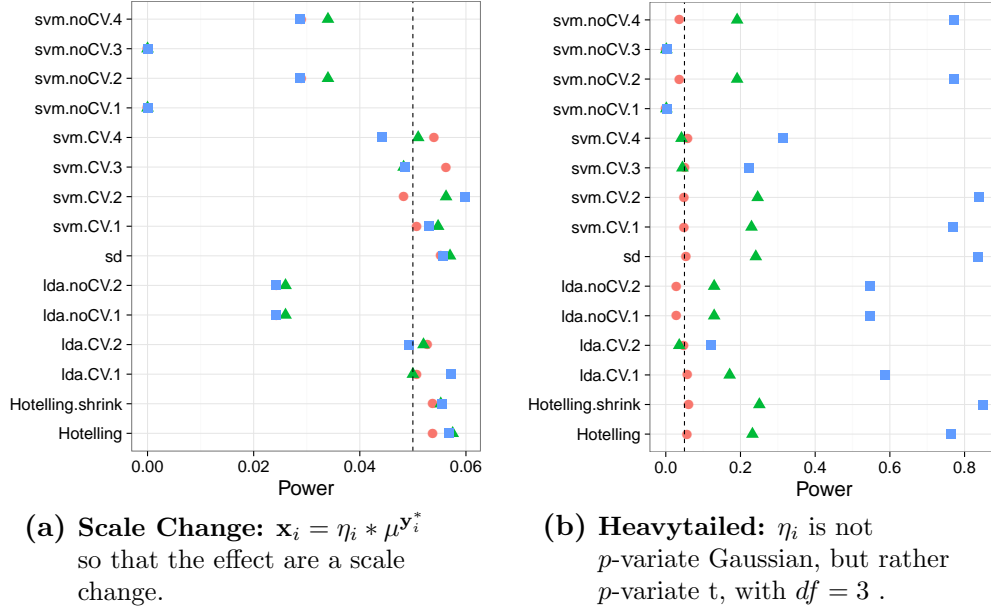 svm.noCV.4
svm.noCV.3
svm.noCV.2
svm.noCV.1
svm.CV.4
svm.CV.3
svm.CV.2
svm.CV.1
sd
lda.noCV.2
lda.noCV.1
lda.CV.2
lda.CV.1
Hotelling.shrink
Hotelling
0.00 0.02 0.04 0.06
Power
(a) Scale Change: xᵢ = ηᵢ * μ^{yᵢ*}
so that the effect are a scale
change.
svm.noCV.4
svm.noCV.3
svm.noCV.2
svm.noCV.1
svm.CV.4
svm.CV.3
svm.CV.2
svm.CV.1
sd
lda.noCV.2
lda.noCV.1
lda.CV.2
lda.CV.1
Hotelling.shrink
Hotelling
0.0 0.2 0.4 0.6 0.8
Power
(b) Heavytailed: ηᵢ is not
p-variate Gaussian, but rather
p-variate t, with df = 3 .